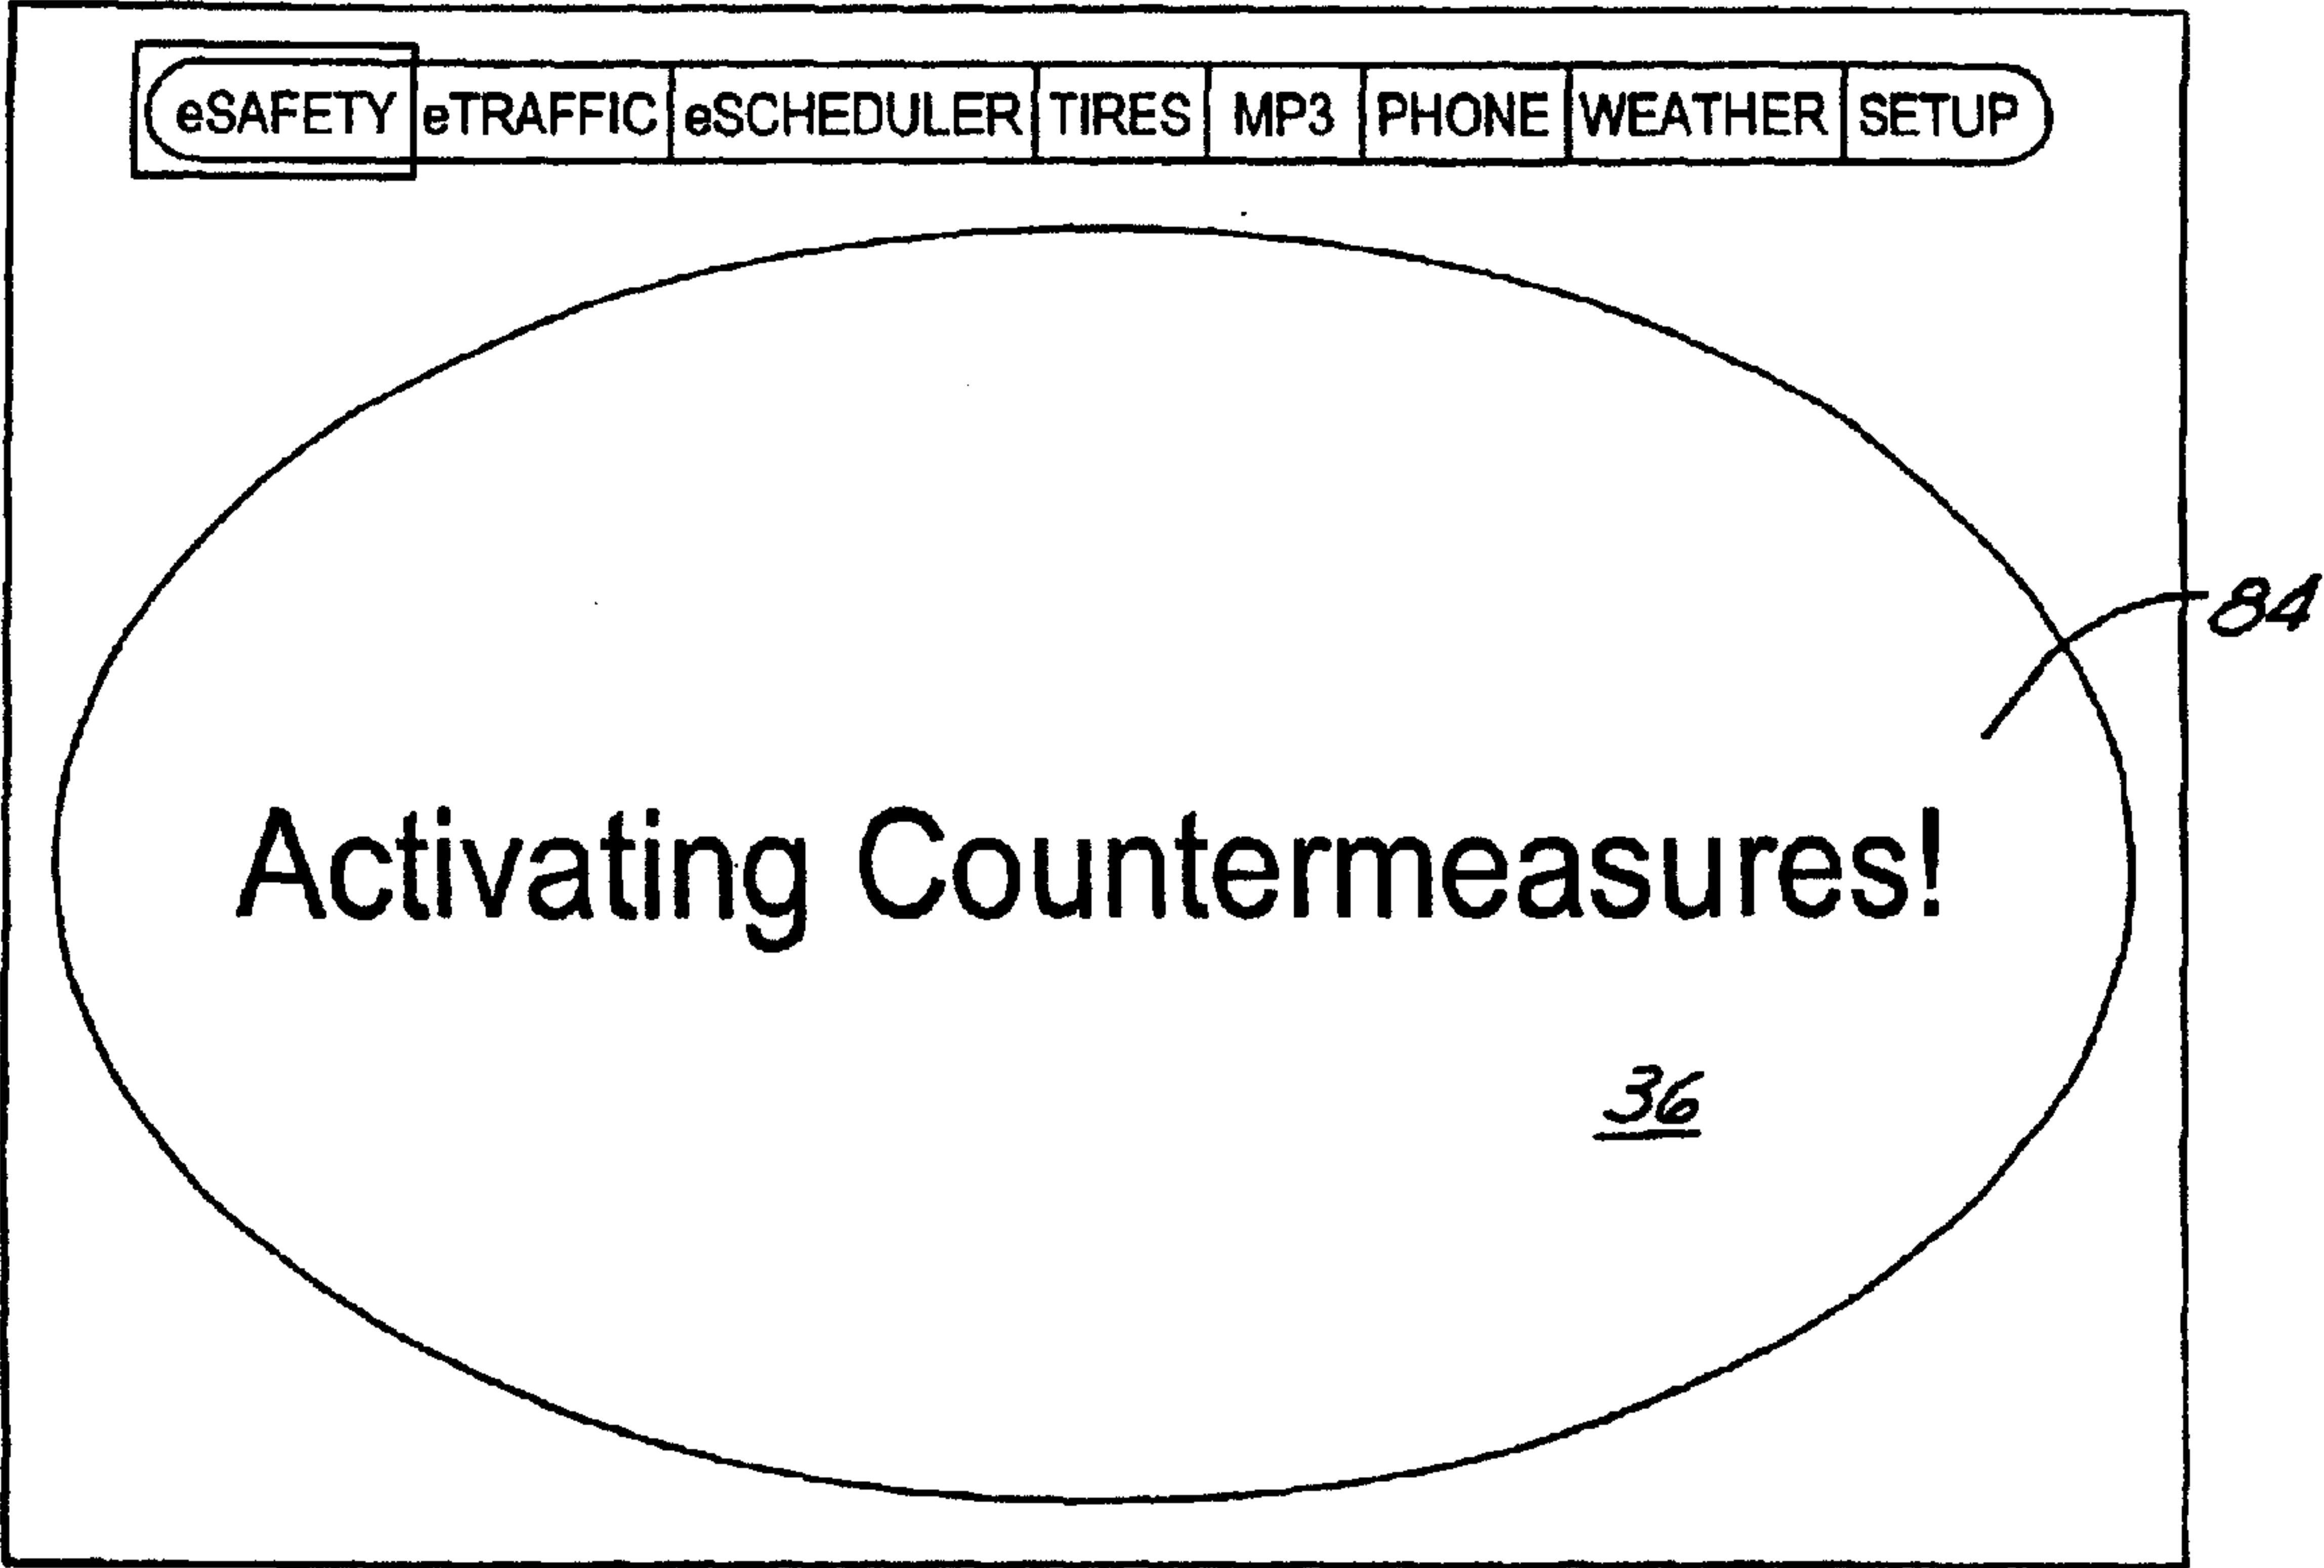 eSAFETY eTRAFFIC eSCHEDULER TIRES MP3 PHONE WEATHER SETUP
84
Activating Countermeasures!
36